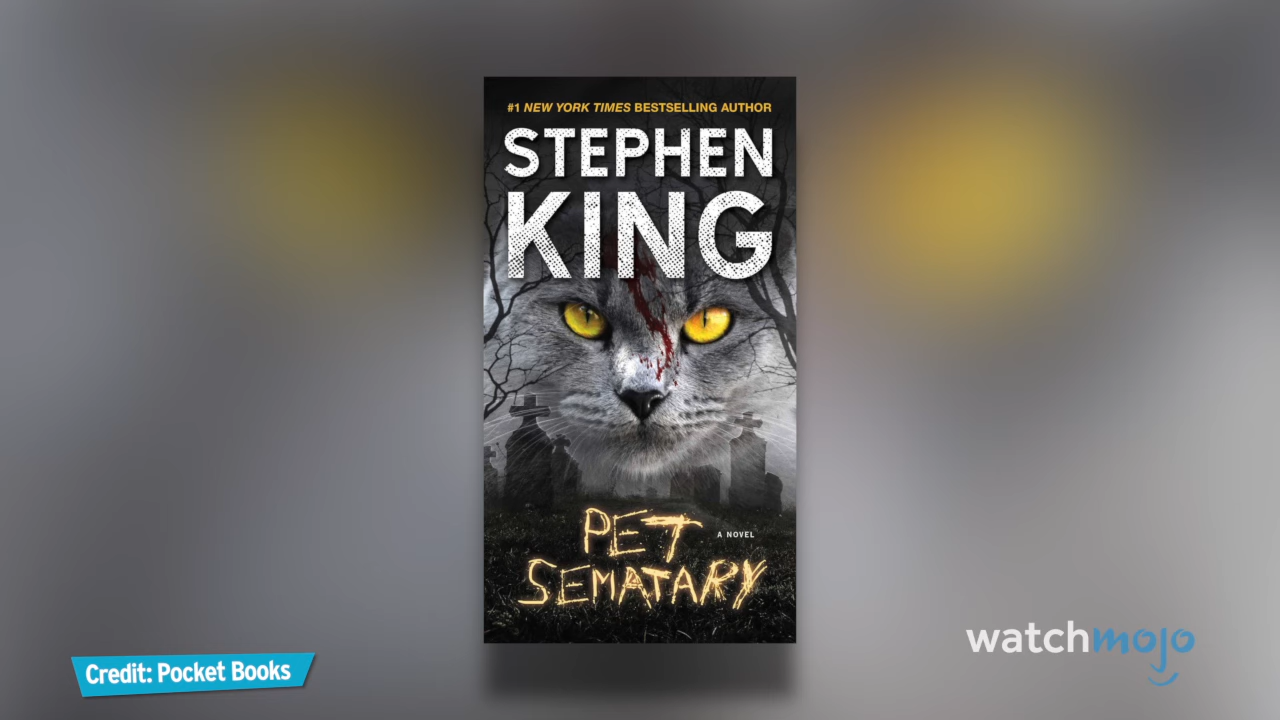 #1 NEW YORK TIMES BESTSELLING AUTHOR
STEPHEN
KING
PET
A NOVEL
SEMATARY
Credit: Pocket Books
watchmojo